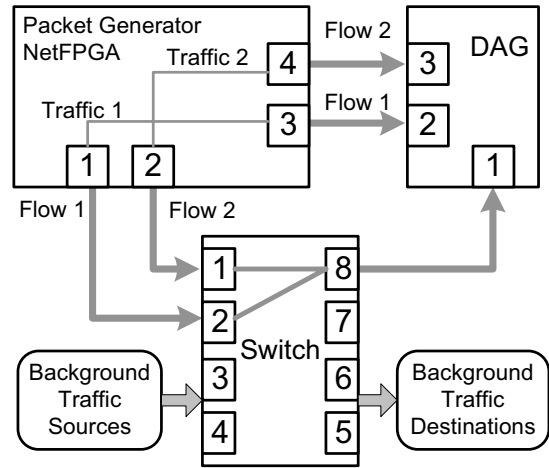 Packet Generator
NetFPGA
Traffic 2
Traffic 1
4
3
1
2
Flow 2
Flow 1
DAG
3
2
1
Flow 1
Flow 2
1
2
3
4
8
7
6
5
Switch
Background
Traffic
Sources
Background
Traffic
Destinations